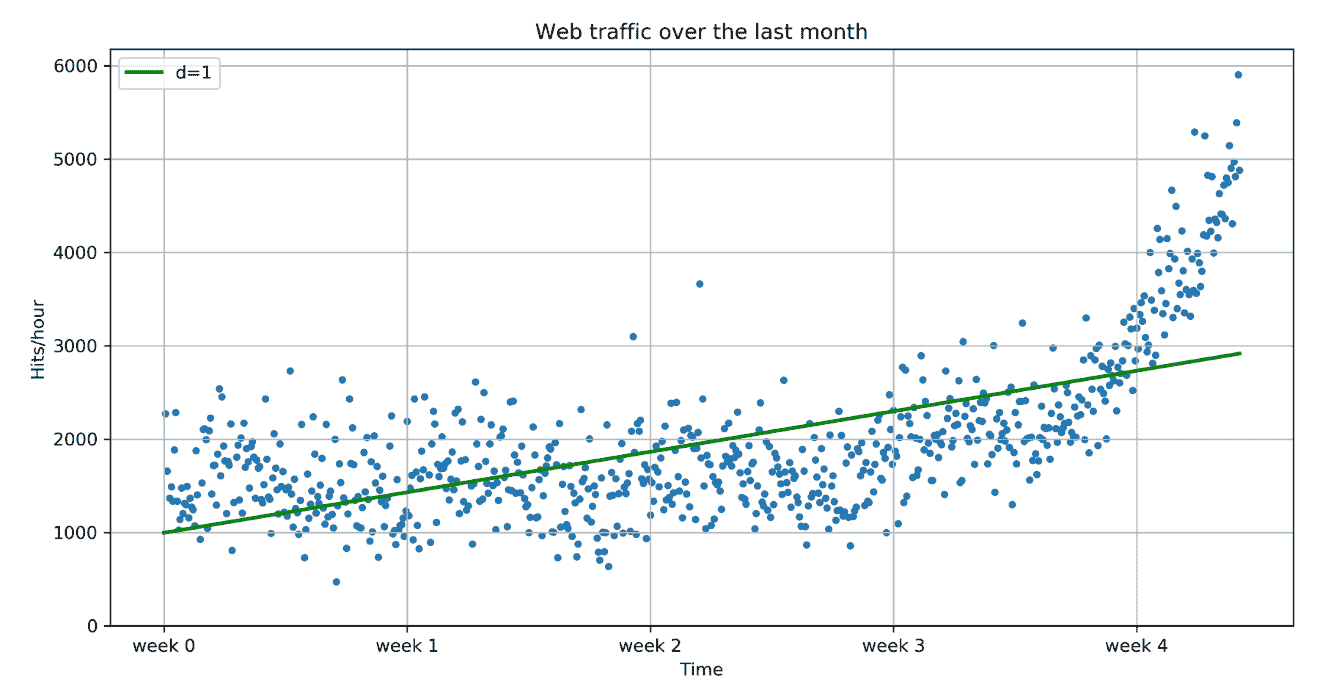 Web traffic over the last month
d=1
6000
5000
4000
3000
2000
1000
0
Hits/hour
week 0
week 1
week 2
week 3
week 4
Time